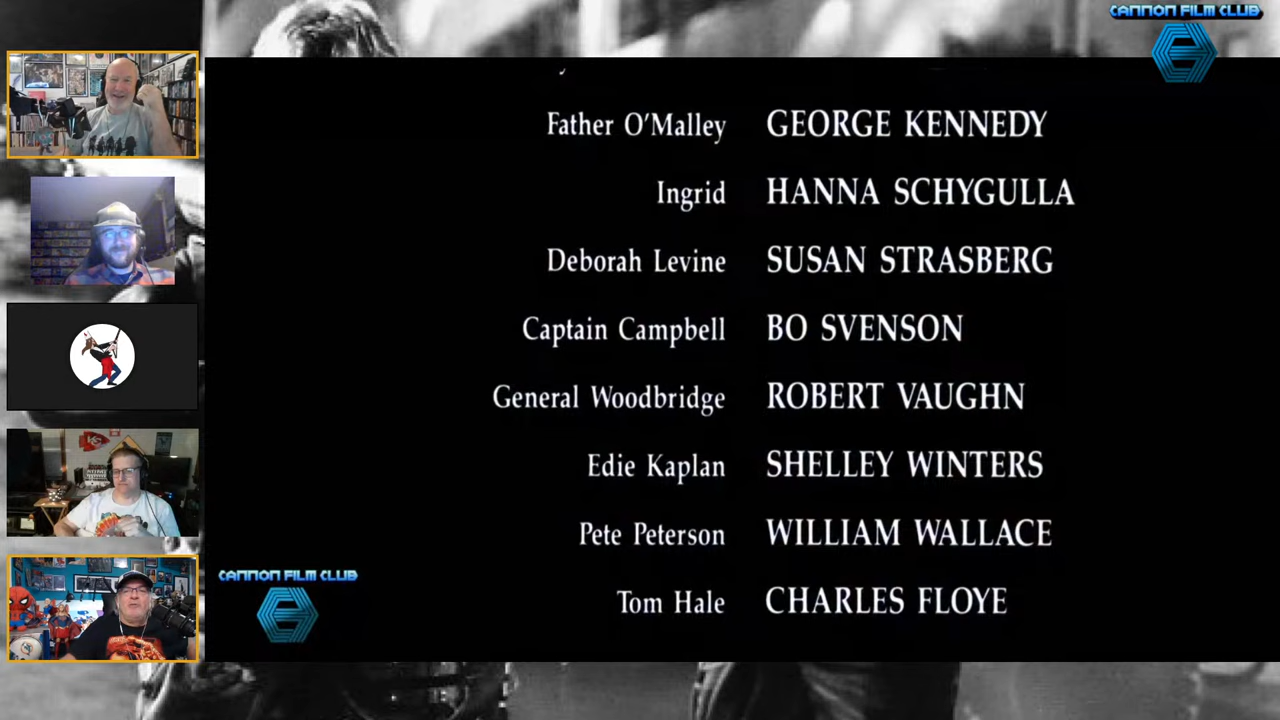 CANNON FILM CLUB
Father O'Malley GEORGE KENNEDY
Ingrid HANNA SCHYGULLA
Deborah Levine SUSAN STRASBERG
Captain Campbell BO SVENSON
General Woodbridge ROBERT VAUGHN
Edie Kaplan SHELLEY WINTERS
Pete Peterson WILLIAM WALLACE
Tom Hale CHARLES FLOYE
CANNON FILM CLUB